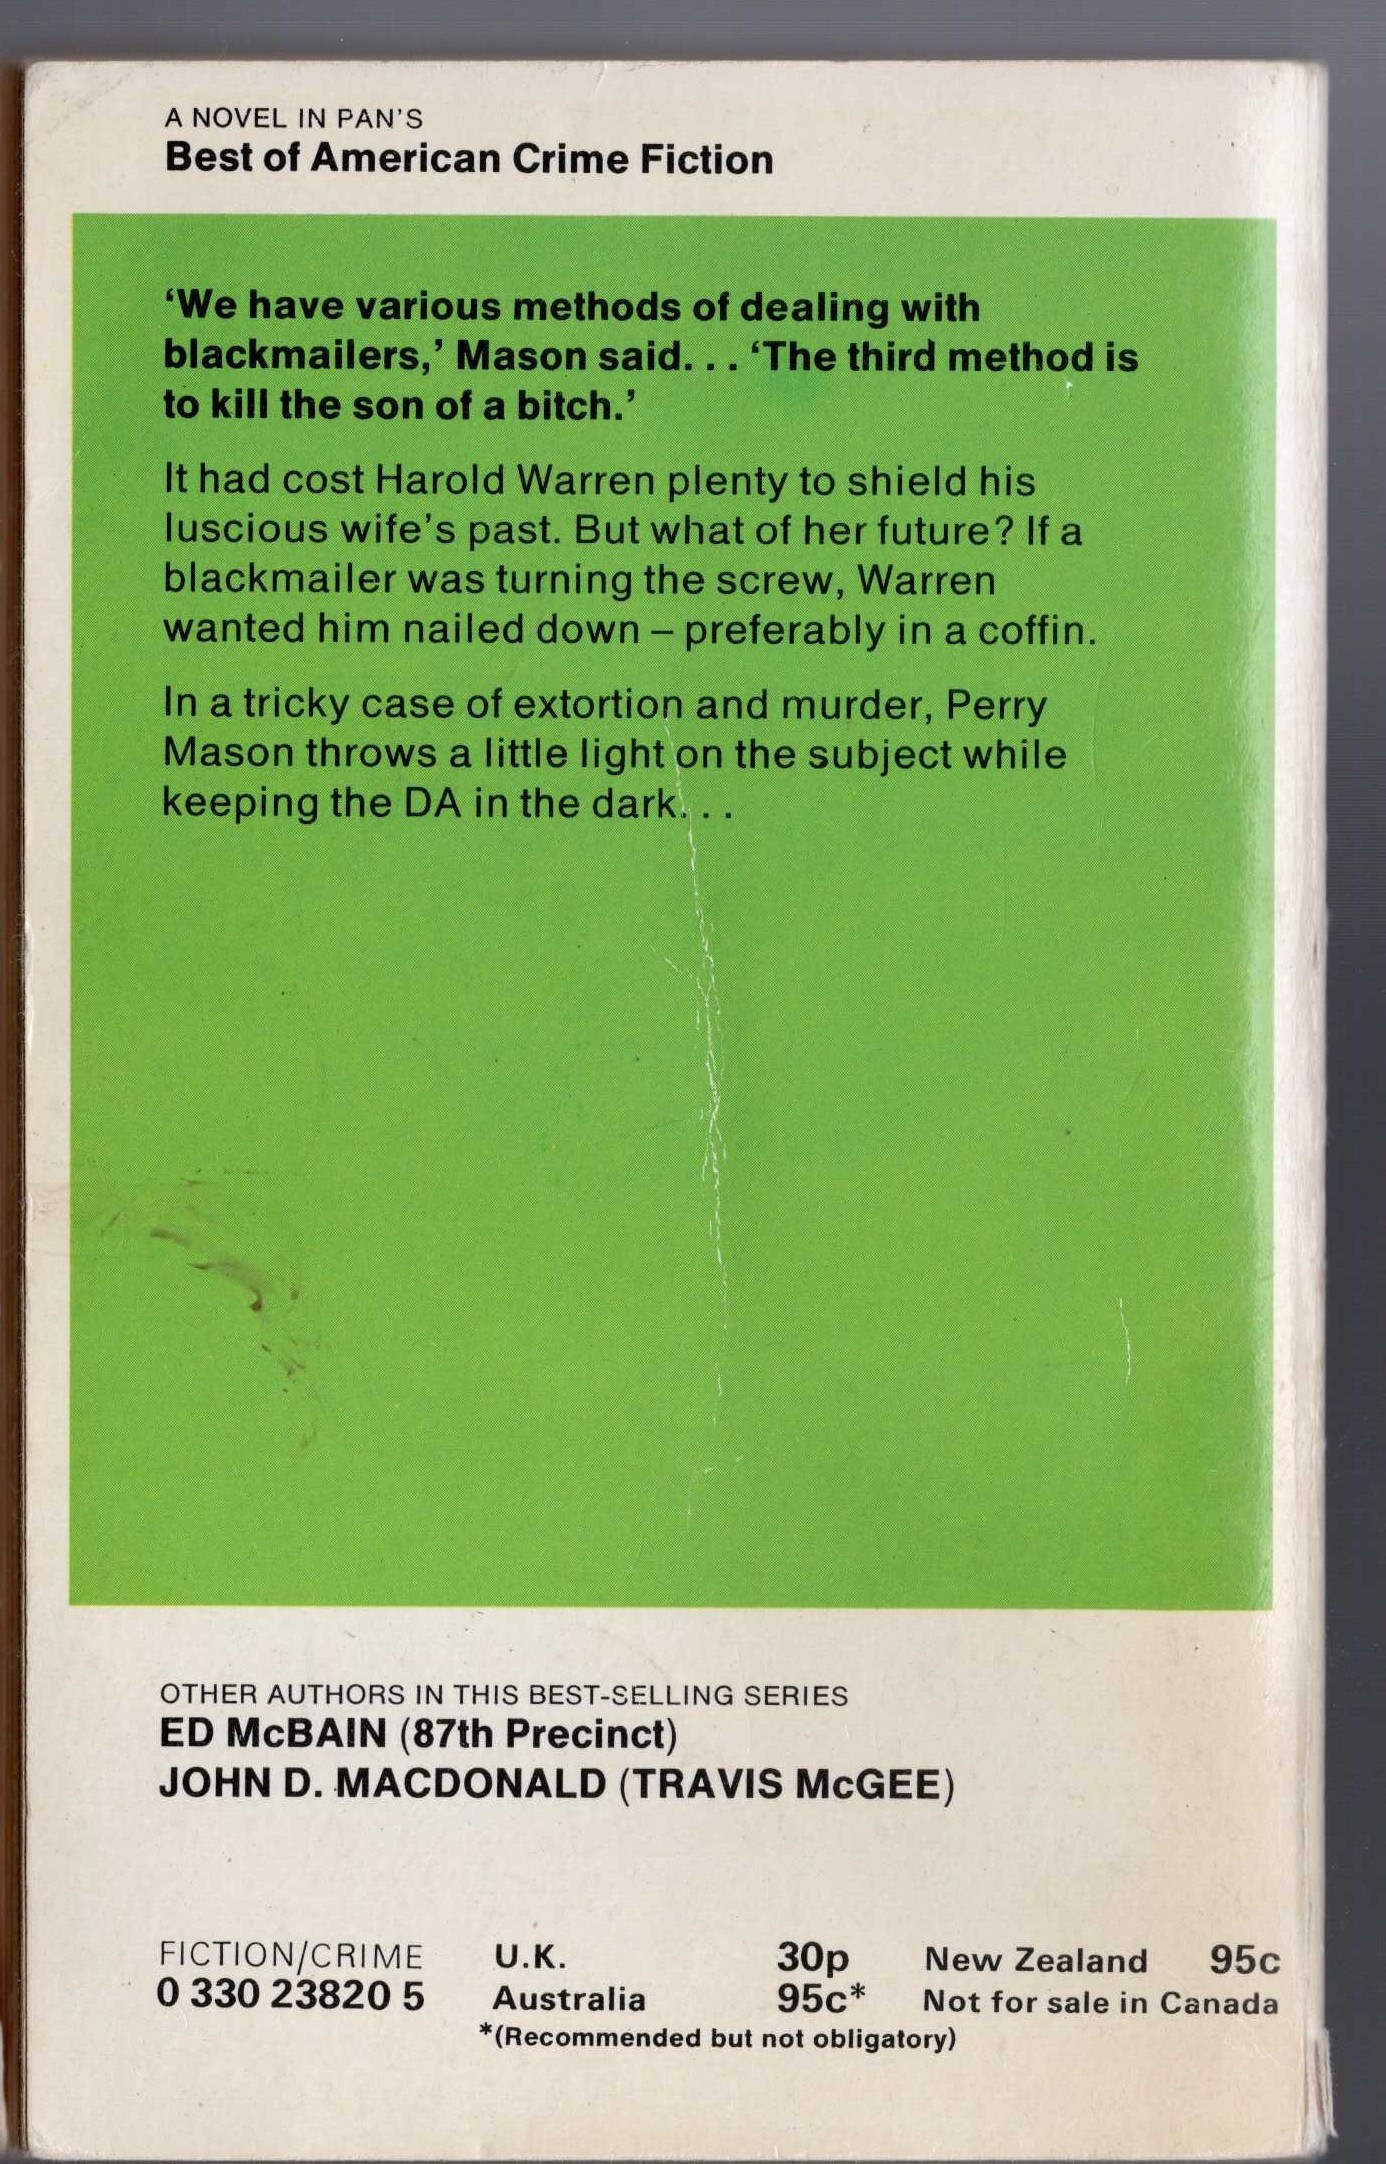 A NOVEL IN PAN'S
Best of American Crime Fiction
‘We have various methods of dealing with
blackmailers,’ Mason said. . . ‘The third method is
to kill the son of a bitch.’
It had cost Harold Warren plenty to shield his
luscious wife's past. But what of her future? If a
blackmailer was turning the screw, Warren
wanted him nailed down – preferably in a coffin.
In a tricky case of extortion and murder, Perry
Mason throws a little light on the subject while
keeping the DA in the dark. . .
OTHER AUTHORS IN THIS BEST-SELLING SERIES
ED McBAIN (87th Precinct)
JOHN D. MACDONALD (TRAVIS McGEE)
FICTION/CRIME U.K. 30p New Zealand 95c
0 330 23820 5 Australia 95c* Not for sale in Canada
*(Recommended but not obligatory)